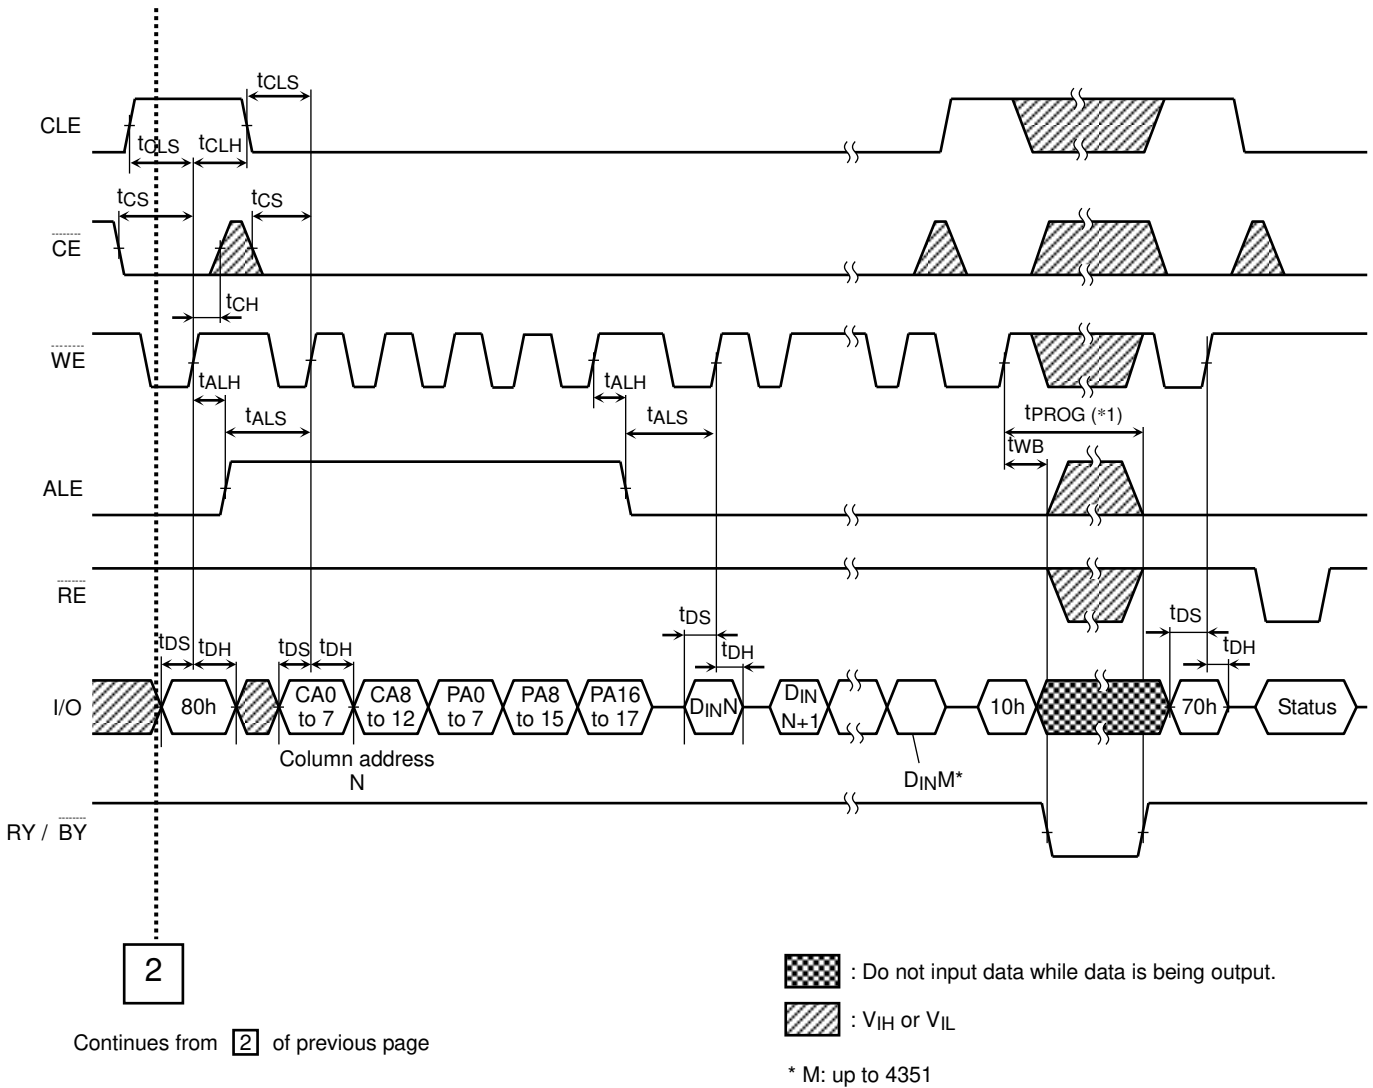 tCLS
CLE
tCLS tCLH
tCS tCS
CE
tCH
WE
tALH tALH
tALS tALS tPROG (*1)
tWB
ALE
RE
tDS tDH tDS tDH tDS tDH tDS tDH
I/O 80h CA0 to 7 CA8 to 12 PA0 to 7 PA8 to 15 PA16 to 17 DINN DIN N+1 10h 70h Status
Column address
N
DINM*
RY / BY
2
: Do not input data while data is being output.
: VIH or VIL
Continues from 2 of previous page
* M: up to 4351